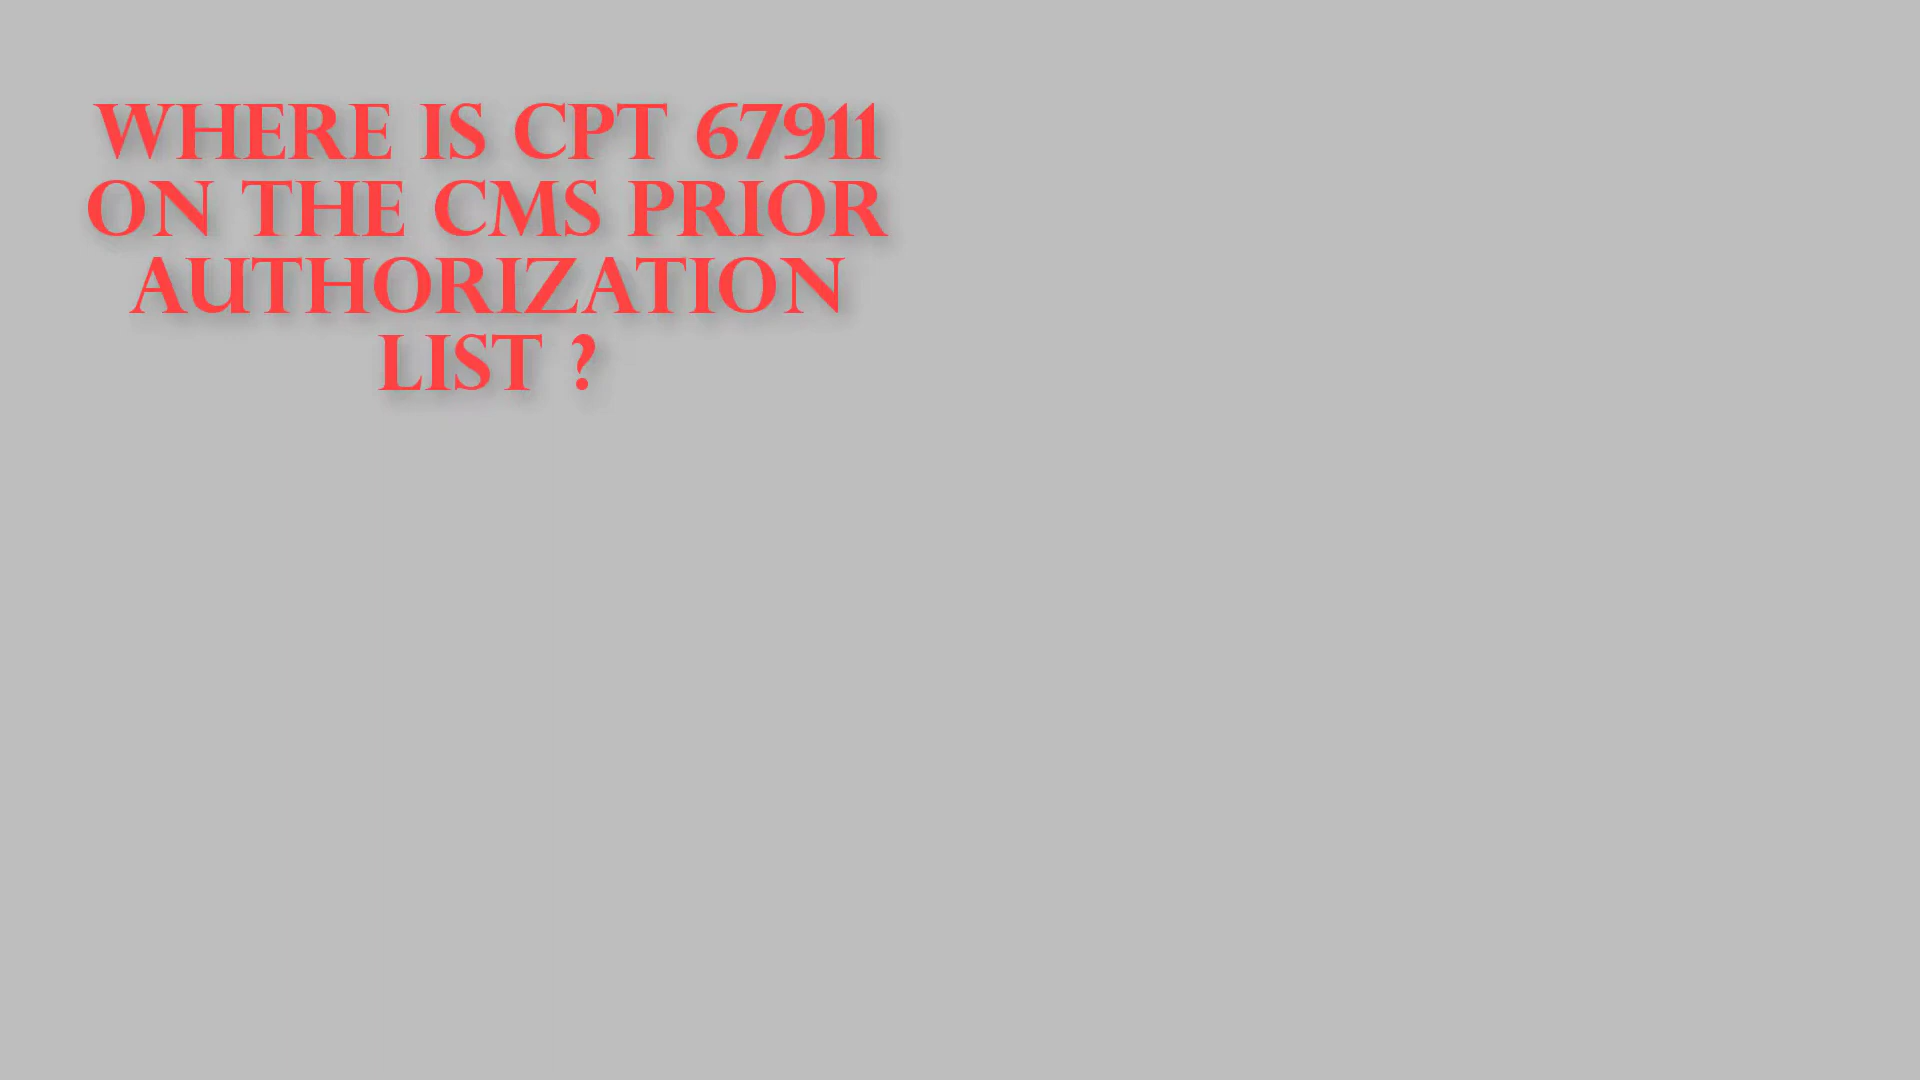 WHERE IS CPT 67911
ON THE CMS PRIOR
AUTHORIZATION
LIST ?